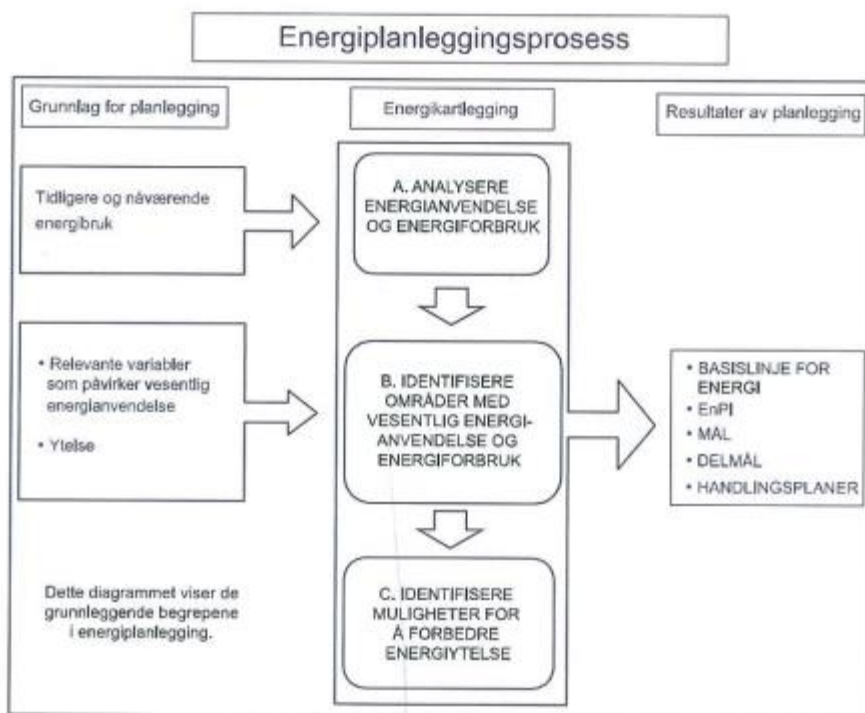 Energiplanleggingsprosess
Grunnlag for planlegging
Energikartlegging
Resultater av planlegging
Tidligere og nåværende
energibruk
A. ANALYSERE
ENERGIANVENDELSE
OG ENERGIFORBRUK
• Relevante variabler
som påvirker vesentlig
energianvendelse
• Ytelse
B. IDENTIFISERE
OMRÅDER MED
VESENTLIG ENERGI-
ANVENDELSE OG
ENERGIFORBRUK
• BASISLINJE FOR
ENERGI
• EnPI
• MÅL
• DELMÅL
• HANDLINGSPLANER
Dette diagrammet viser de
grunnleggende begrepene
i energiplanlegging.
C. IDENTIFISERE
MULIGHETER FOR
Å FORBEDRE
ENERGIYTELSE